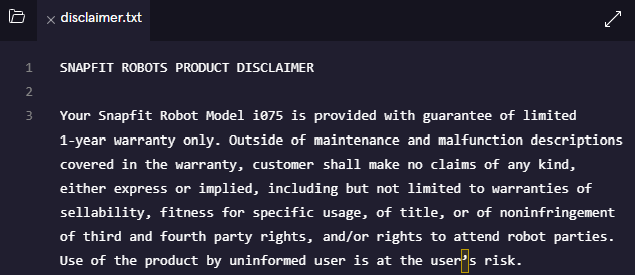 disclaimer.txt
1 SNAPFIT ROBOTS PRODUCT DISCLAIMER
2
3 Your Snapfit Robot Model i075 is provided with guarantee of limited
1-year warranty only. Outside of maintenance and malfunction descriptions
covered in the warranty, customer shall make no claims of any kind,
either express or implied, including but not limited to warranties of
sellability, fitness for specific usage, of title, or of noninfringement
of third and fourth party rights, and/or rights to attend robot parties.
Use of the product by uninformed user is at the user’s risk.